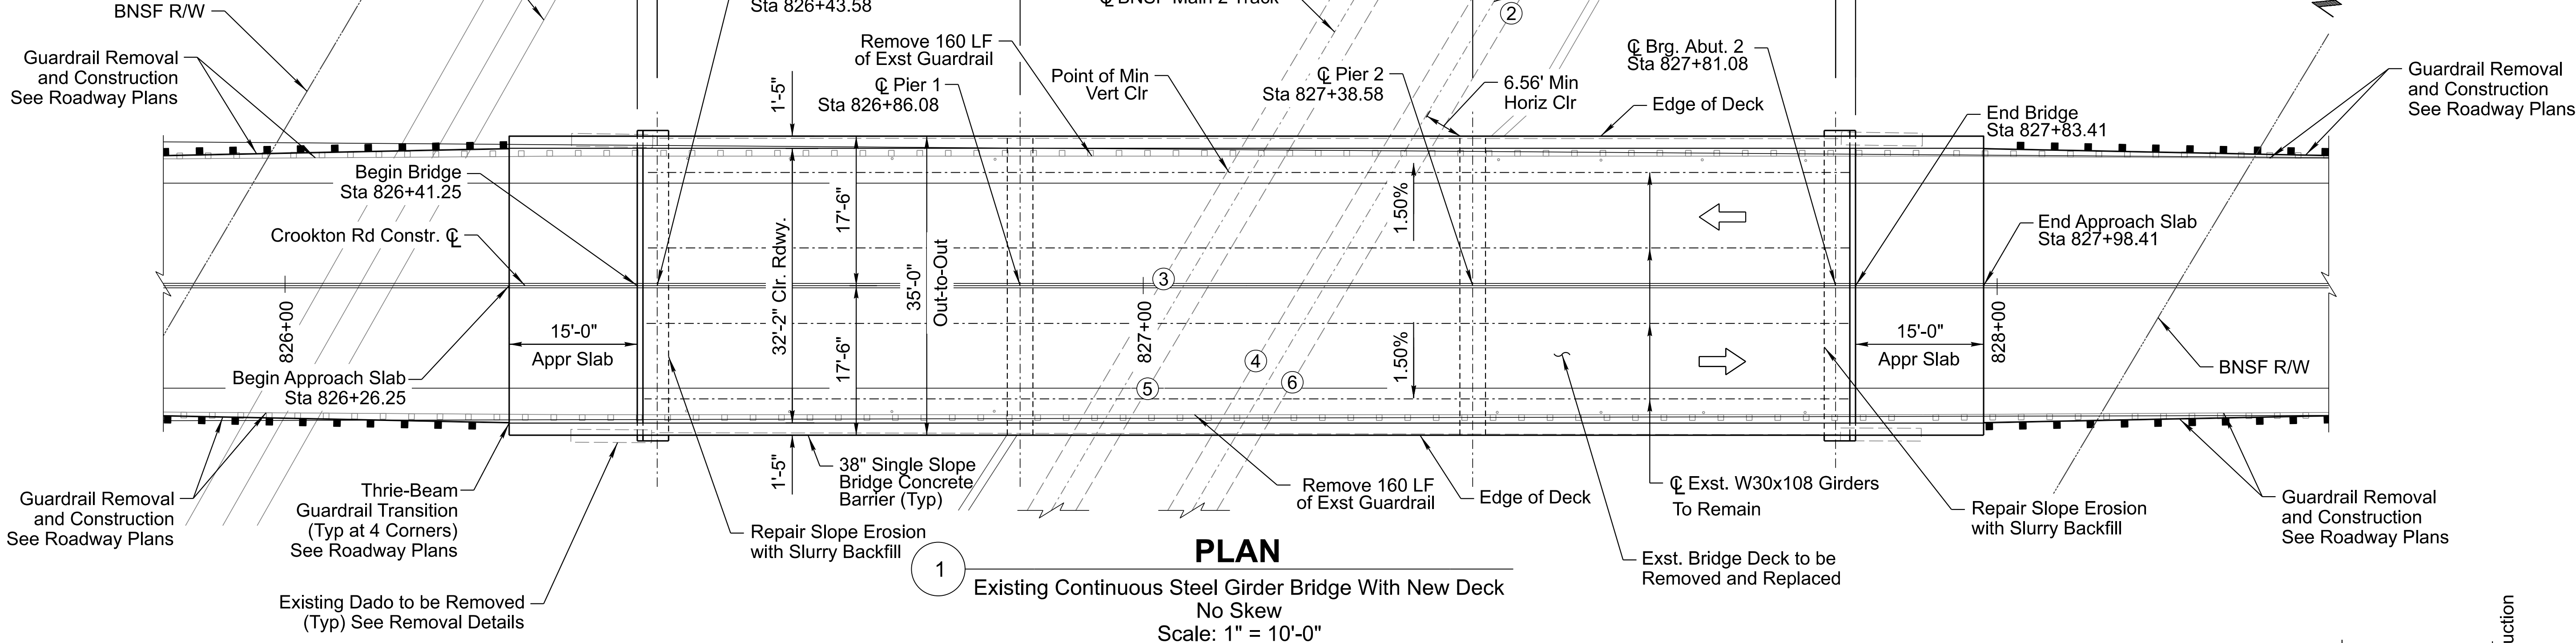 BNSF R/W
Sta 826+43.58
℄ BNSF Main 2 Track
2
Guardrail Removal
and Construction
See Roadway Plans
Remove 160 LF
of Exst Guardrail
℄ Pier 1
Sta 826+86.08
Point of Min
Vert Clr
℄ Pier 2
Sta 827+38.58
6.56' Min
Horiz Clr
℄ Brg. Abut. 2
Sta 827+81.08
Edge of Deck
End Bridge
Sta 827+83.41
Guardrail Removal
and Construction
See Roadway Plans
1'-5"
Begin Bridge
Sta 826+41.25
Crookton Rd Constr. ℄
17'-6"
32'-2" Clr. Rdwy.
35'-0"
Out-to-Out
1.50%
End Approach Slab
Sta 827+98.41
3
826+00
827+00
828+00
15'-0"
Appr Slab
17'-6"
1.50%
15'-0"
Appr Slab
4
5
6
BNSF R/W
Begin Approach Slab
Sta 826+26.25
Guardrail Removal
and Construction
See Roadway Plans
Thrie-Beam
Guardrail Transition
(Typ at 4 Corners)
See Roadway Plans
1'-5"
38" Single Slope
Bridge Concrete
Barrier (Typ)
Remove 160 LF
of Exst Guardrail
Edge of Deck
℄ Exst. W30x108 Girders
To Remain
Repair Slope Erosion
with Slurry Backfill
Guardrail Removal
and Construction
See Roadway Plans
Repair Slope Erosion
with Slurry Backfill
Exst. Bridge Deck to be
Removed and Replaced
Existing Dado to be Removed
(Typ) See Removal Details
1
PLAN
Existing Continuous Steel Girder Bridge With New Deck
No Skew
Scale: 1" = 10'-0"